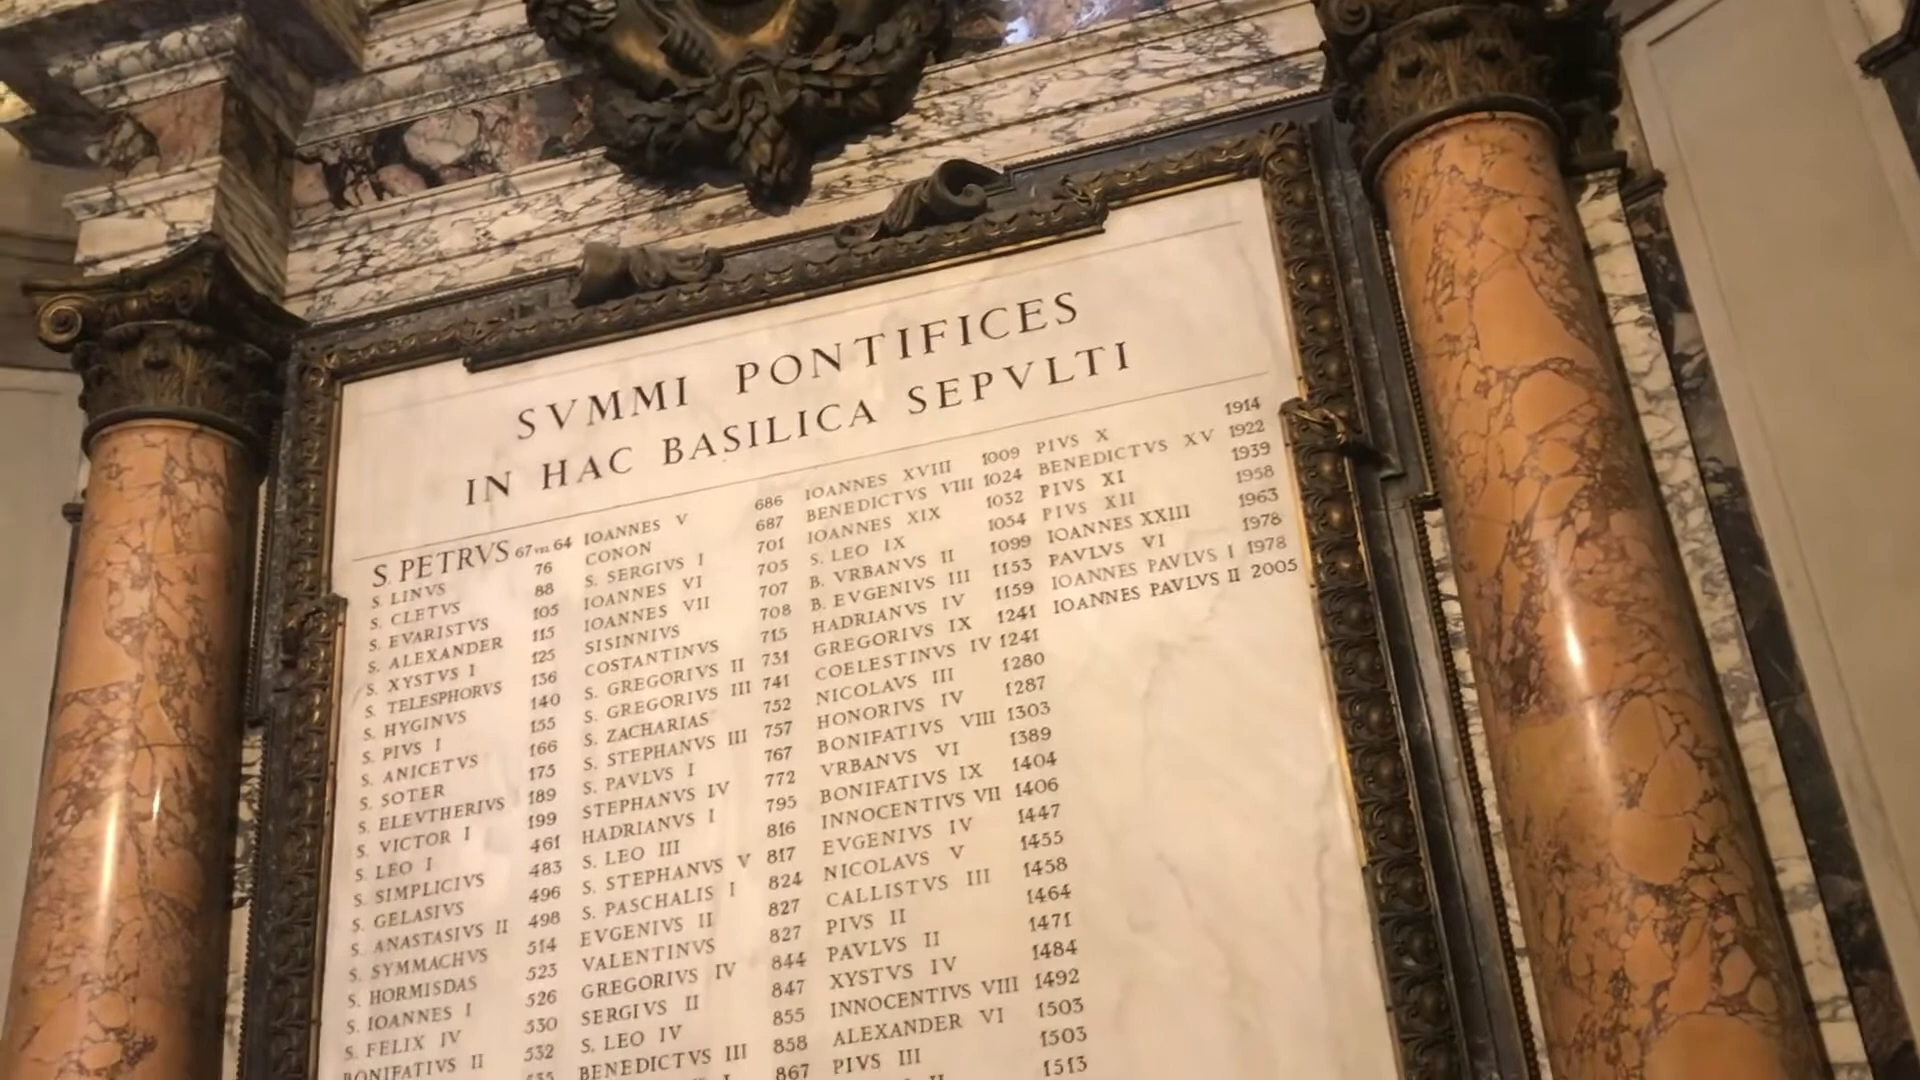 SVMMI PONTIFICES
IN HAC BASILICA SEPVLTI
S. PETRVS 67 vel 64
S. LINVS 76
S. CLETVS 88
S. EVARISTVS 105
S. ALEXANDER 115
S. XYSTVS I 125
S. TELESPHORVS 136
S. HYGINVS 140
S. PIVS I 155
S. ANICETVS 166
S. SOTER 175
S. ELEVTHERIVS 189
S. VICTOR I 199
S. LEO I 461
S. SIMPLICIVS 483
S. GELASIVS 496
S. ANASTASIVS II 498
S. SYMMACHVS 514
S. HORMISDAS 523
S. IOANNES I 526
S. FELIX IV 530
BONIFATIVS II 532
IOANNES V 686
CONON 687
S. SERGIVS I 701
IOANNES VI 705
IOANNES VII 707
SISINNIVS 708
COSTANTINVS 715
S. GREGORIVS II 731
S. GREGORIVS III 741
S. ZACHARIAS 752
S. STEPHANVS III 757
S. PAVLVS I 767
STEPHANVS IV 772
HADRIANVS I 795
S. LEO III 816
S. STEPHANVS V 817
S. PASCHALIS I 824
EVGENIVS II 827
VALENTINVS 827
GREGORIVS IV 844
SERGIVS II 847
S. LEO IV 855
BENEDICTVS III 858
867
IOANNES XVIII 1009
BENEDICTVS VIII 1024
IOANNES XIX 1032
S. LEO IX 1054
B. VRBANVS II 1099
B. EVGENIVS III 1153
HADRIANVS IV 1159
GREGORIVS IX 1241
COELESTINVS IV 1241
NICOLAVS III 1280
HONORIVS IV 1287
BONIFATIVS VIII 1303
VRBANVS VI 1389
BONIFATIVS IX 1404
INNOCENTIVS VII 1406
EVGENIVS IV 1447
NICOLAVS V 1455
CALLISTVS III 1458
PIVS II 1464
PAVLVS II 1471
XYSTVS IV 1484
INNOCENTIVS VIII 1492
ALEXANDER VI 1503
PIVS III 1503
1513
PIVS X 1914
BENEDICTVS XV 1922
PIVS XI 1939
PIVS XII 1958
IOANNES XXIII 1963
PAVLVS VI 1978
IOANNES PAVLVS I 1978
IOANNES PAVLVS II 2005